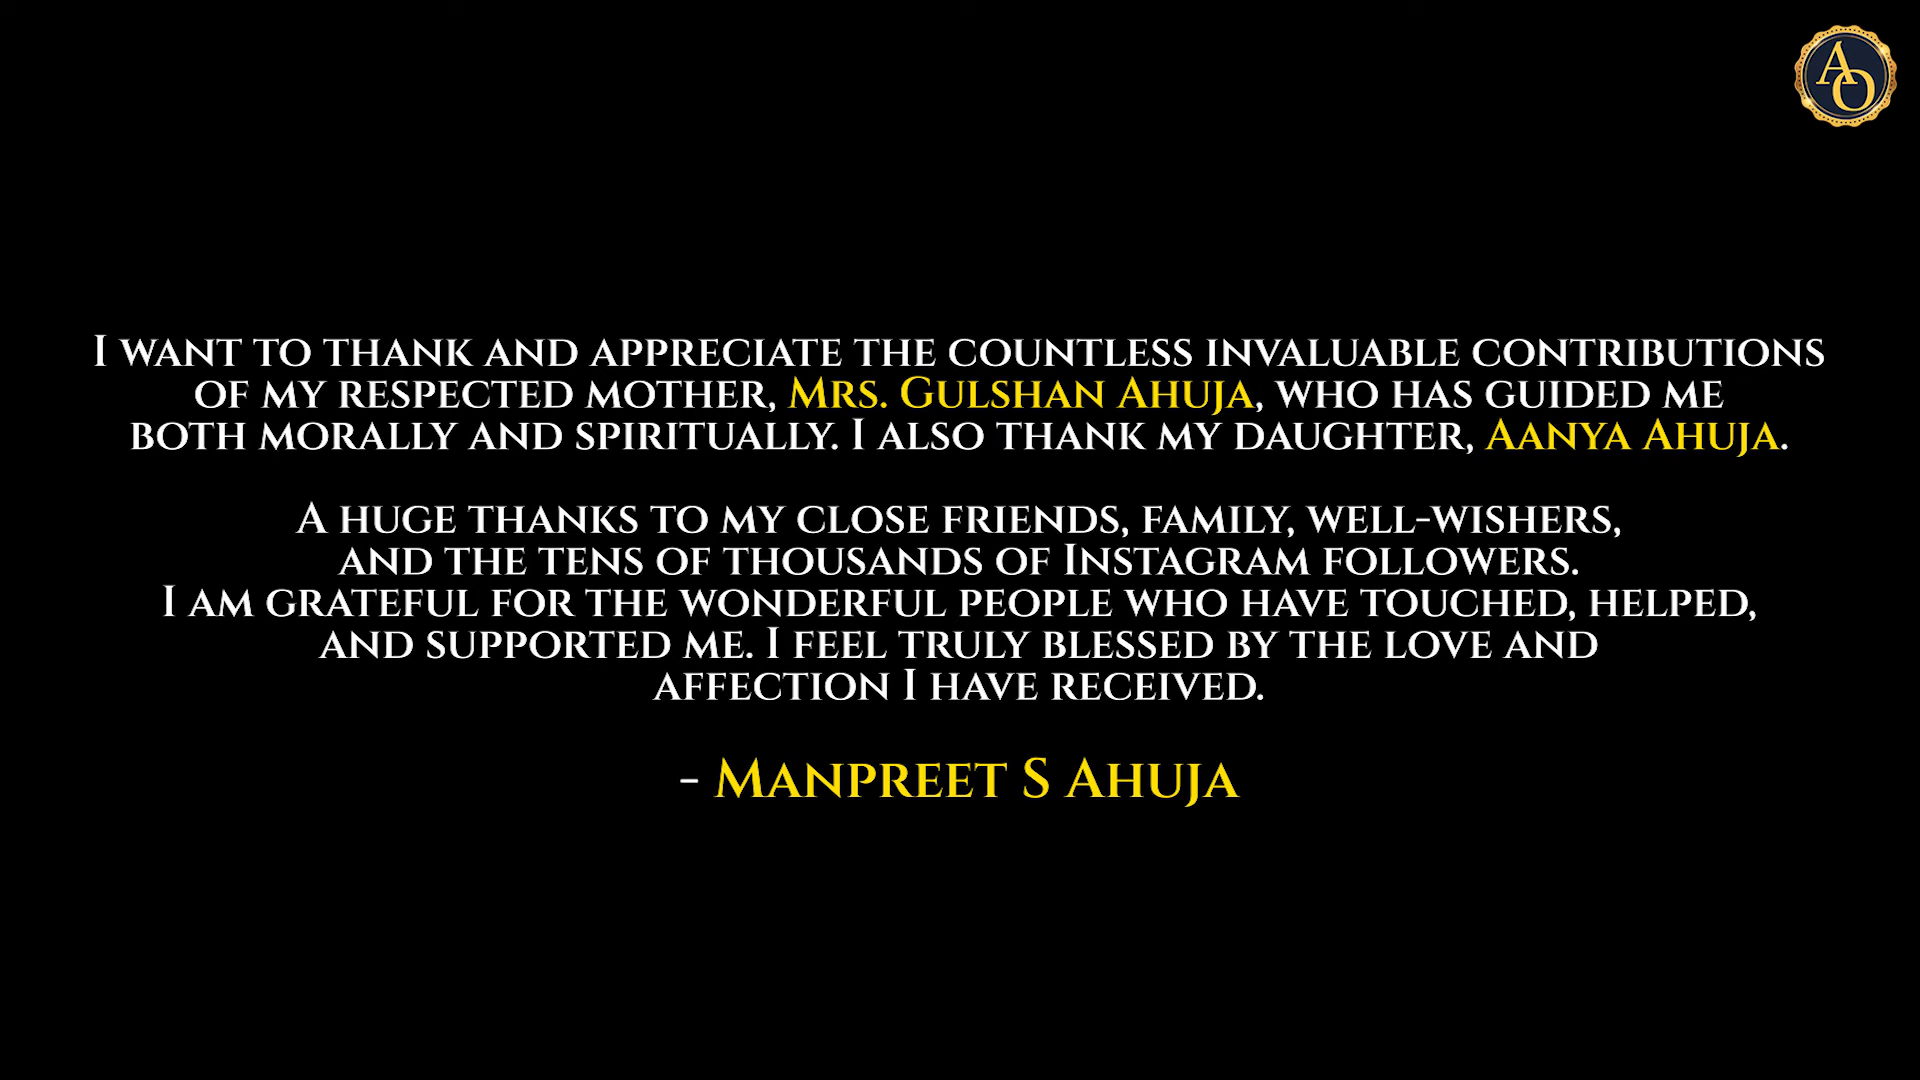 AO
I want to thank and appreciate the countless invaluable contributions
of my respected mother, Mrs. Gulshan Ahuja, who has guided me
both morally and spiritually. I also thank my daughter, Aanya Ahuja.
A huge thanks to my close friends, family, well-wishers,
and the tens of thousands of Instagram followers.
I am grateful for the wonderful people who have touched, helped,
and supported me. I feel truly blessed by the love and
affection I have received.
- Manpreet S Ahuja